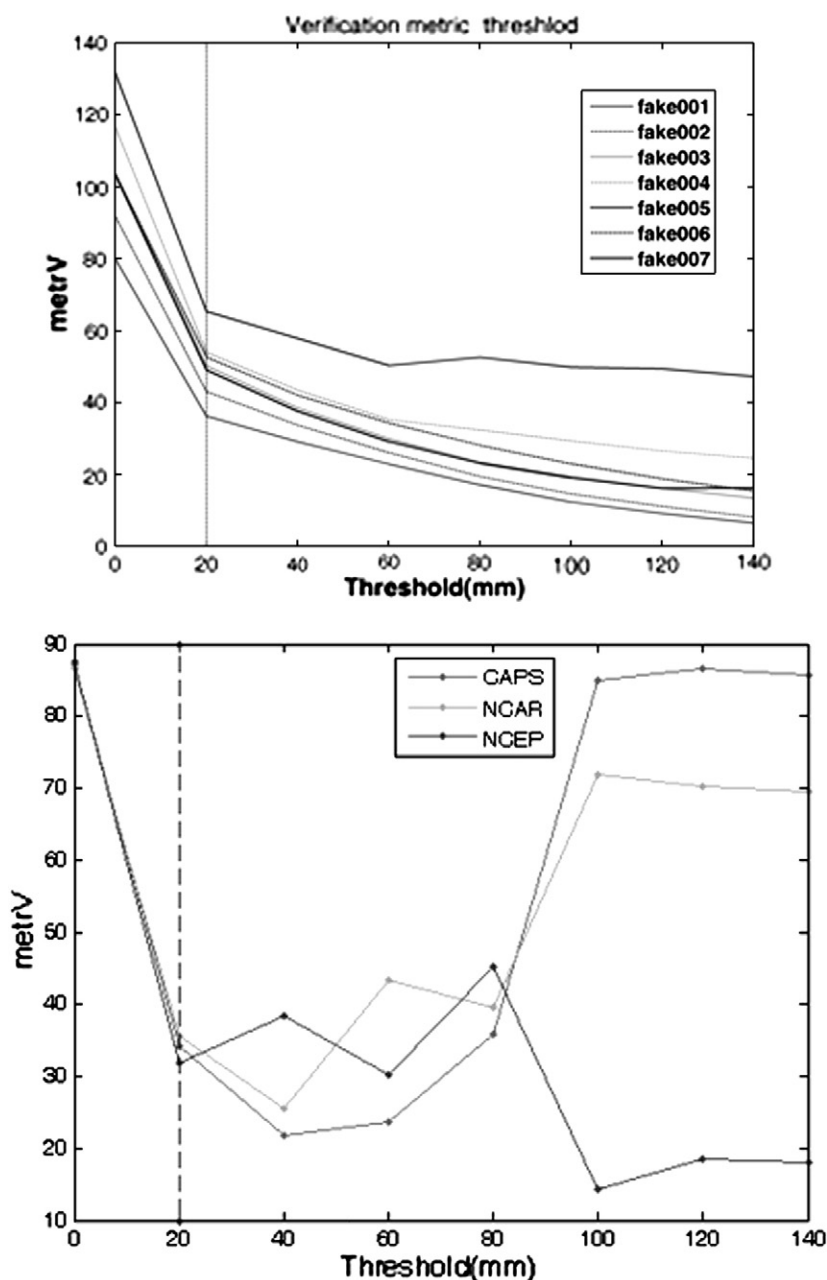 Verification metric threshlod
140
120
100
80
60
40
20
0
metrV
fake001
fake002
fake003
fake004
fake005
fake006
fake007
0 20 40 60 80 100 120 140
Threshold(mm)
90
80
70
60
50
40
30
20
10
metrV
CAPS
NCAR
NCEP
0 20 40 60 80 100 120 140
Threshold(mm)